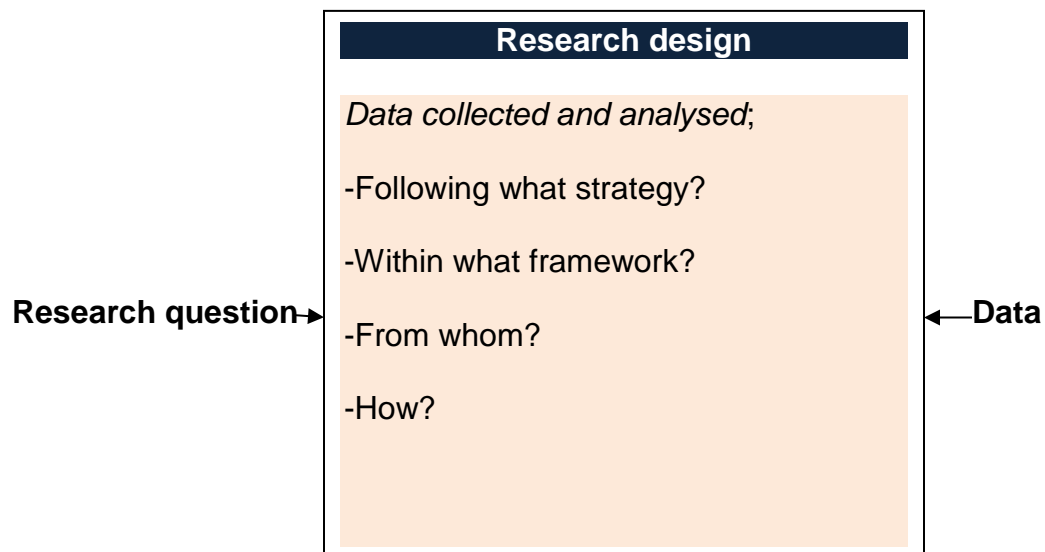 Research design
Data collected and analysed;
-Following what strategy?
-Within what framework?
Research question
Data
-From whom?
-How?